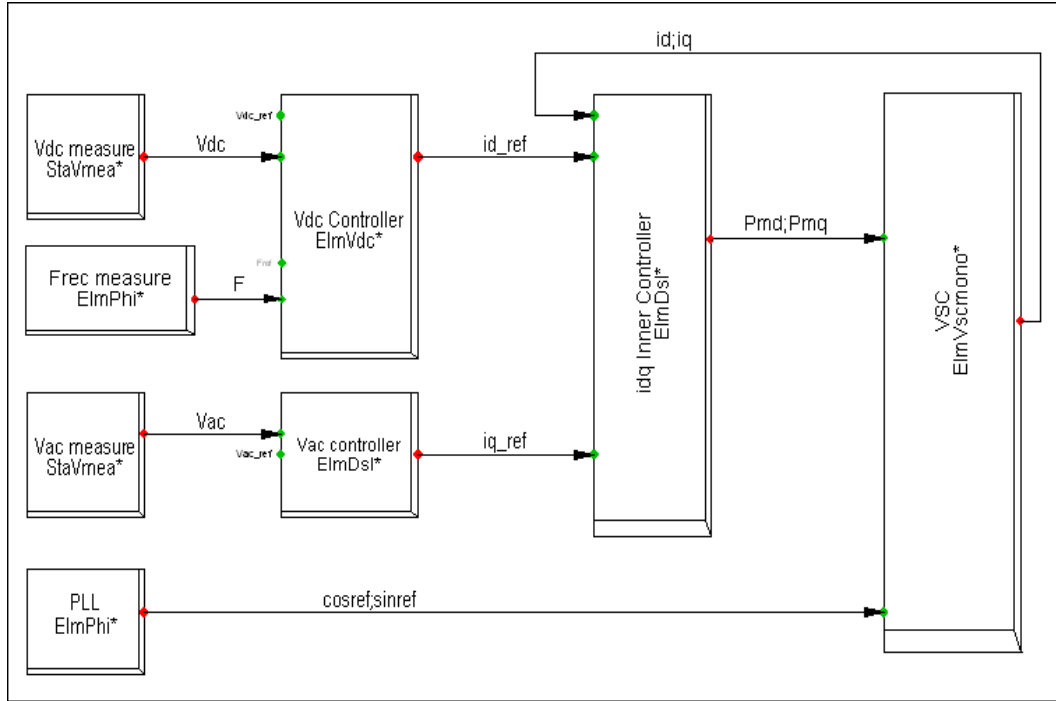 id;iq
Vdc_ref
Vdc measure
StaVmea*
Vdc
id_ref
Vdc Controller
ElmVdc*
idq Inner Controller
ElmDsl*
Pmd;Pmq
VSC
ElmVscmono*
Fref
Frec measure
ElmPhi*
F
Vac measure
StaVmea*
Vac
Vac_ref
Vac controller
ElmDsl*
iq_ref
PLL
ElmPhi*
cosref;sinref